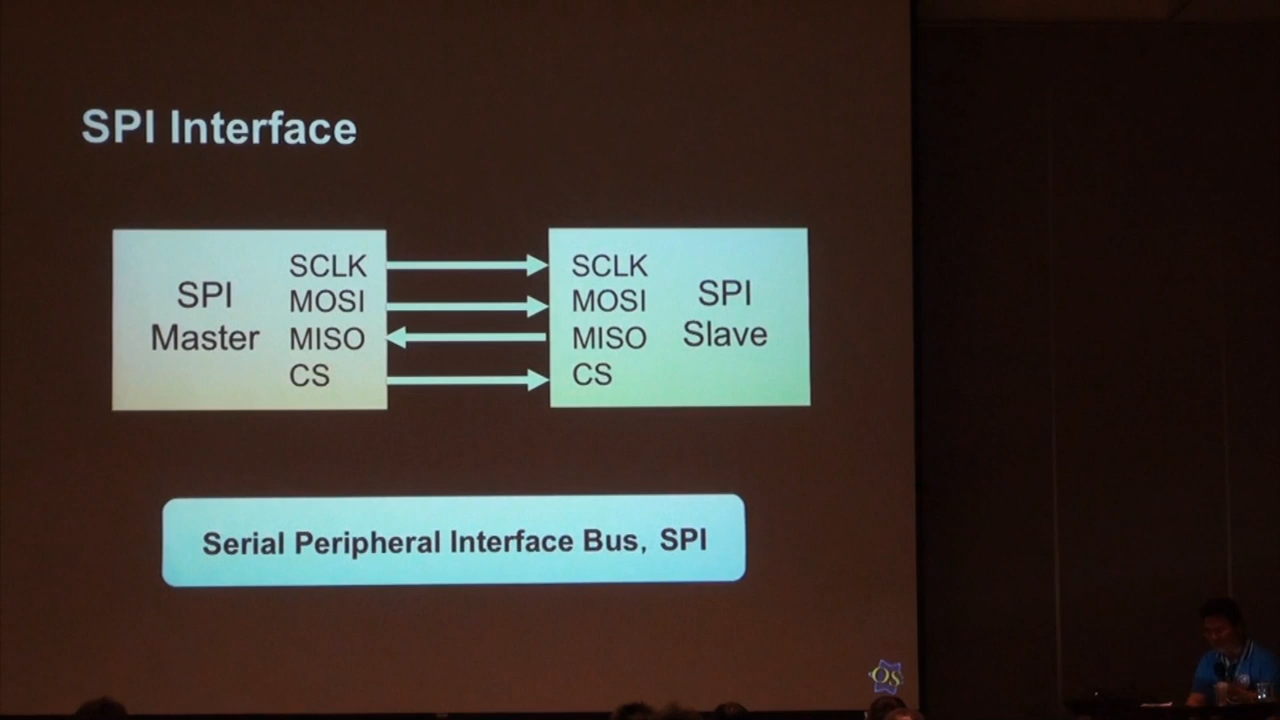 SPI Interface
SPI
Master
SCLK
MOSI
MISO
CS
SCLK
MOSI
MISO
CS
SPI
Slave
Serial Peripheral Interface Bus, SPI
OS